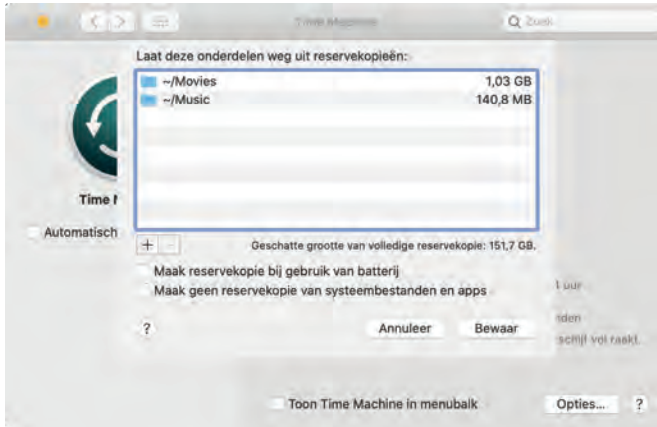 Time Machine
Zoek
Laat deze onderdelen weg uit reservekopieën:
~/Movies 1,03 GB
~/Music 140,8 MB
Time
Automatisch
+ - Geschatte grootte van volledige reservekopie: 151,7 GB.
Maak reservekopie bij gebruik van batterij
Maak geen reservekopie van systeembestanden en apps
uur
? Annuleer Bewaar
schijf vol raakt.
Toon Time Machine in menubalk Opties... ?